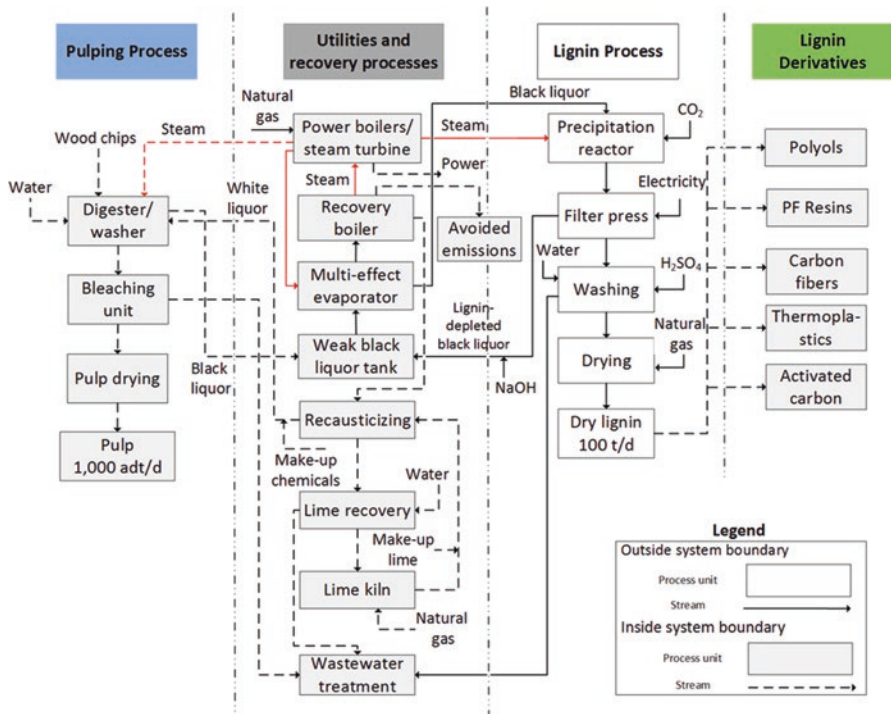 Pulping Process
Utilities and
recovery processes
Lignin Process
Lignin
Derivatives
Natural
gas
Black liquor
CO2
Wood chips
Steam
Power boilers/
steam turbine
Steam
Precipitation
reactor
Polyols
Power
Water
White
liquor
Steam
Electricity
Digester/
washer
Recovery
boiler
Avoided
emissions
Filter press
PF Resins
Water
H2SO4
Bleaching
unit
Multi-effect
evaporator
Washing
Carbon
fibers
Lignin-
depleted
black liquor
Natural
gas
Thermopla-
stics
Pulp drying
Black
liquor
Weak black
liquor tank
NaOH
Drying
Activated
carbon
Recausticizing
Pulp
1,000 adt/d
Dry lignin
100 t/d
Make-up
chemicals
Water
Lime recovery
Make-up
lime
Lime kiln
Natural
gas
Wastewater
treatment
Legend
Outside system boundary
Process unit
Stream
Inside system boundary
Process unit
Stream